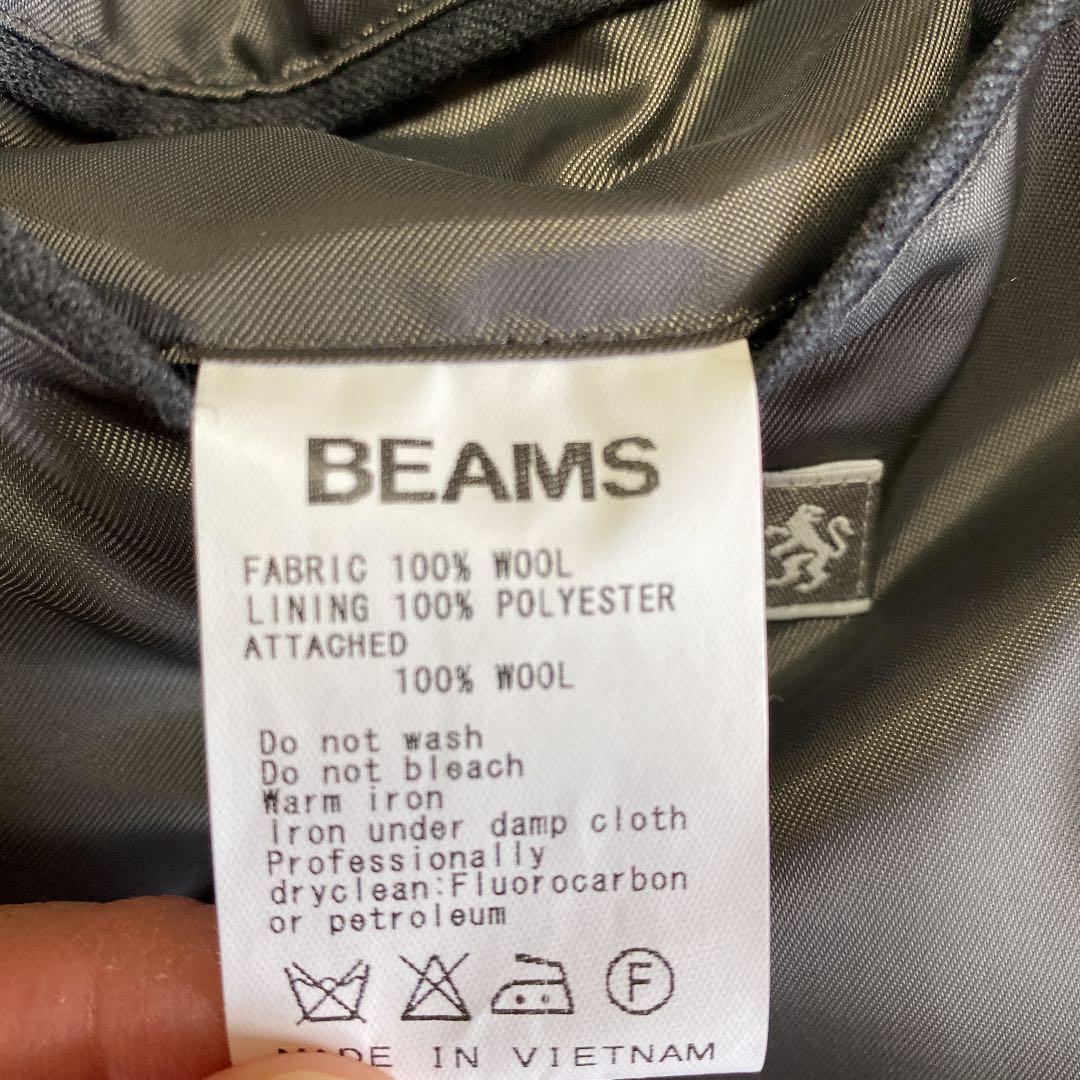 BEAMS
FABRIC 100% WOOL
LINING 100% POLYESTER
ATTACHED
100% WOOL
Do not wash
Do not bleach
Warm iron
Iron under damp cloth
Professionally
dryclean:Fluorocarbon
or petroleum
F
MADE IN VIETNAM